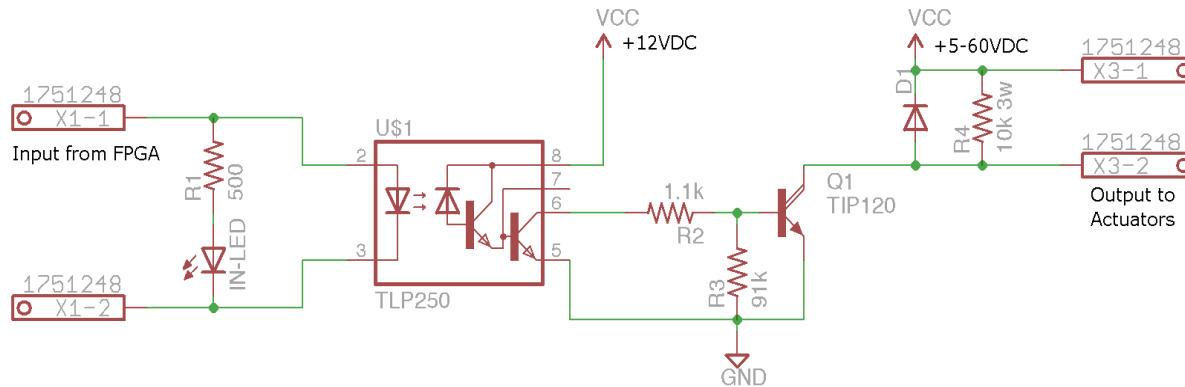 VCC
+12VDC
VCC
+5-60VDC
1751248
X1-1
Input from FPGA
R1
500
IN-LED
1751248
X1-2
U$1
2
3
8
7
6
5
TLP250
1.1k
R2
R3
91k
GND
Q1
TIP120
D1
R4
10k 3w
1751248
X3-1
1751248
X3-2
Output to
Actuators